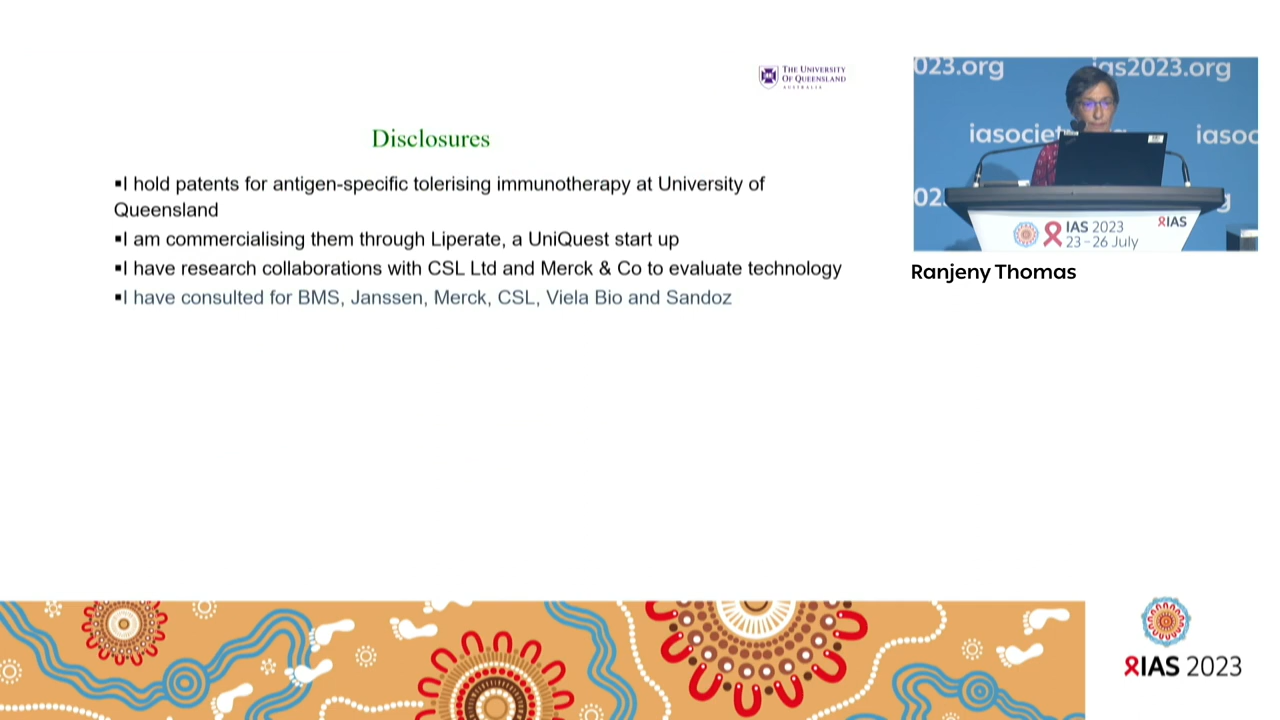 THE UNIVERSITY
OF QUEENSLAND
AUSTRALIA
Disclosures
▪I hold patents for antigen-specific tolerising immunotherapy at University of
Queensland
▪I am commercialising them through Liperate, a UniQuest start up
▪I have research collaborations with CSL Ltd and Merck & Co to evaluate technology
▪I have consulted for BMS, Janssen, Merck, CSL, Viela Bio and Sandoz
023.org
ias2023.org
iasociet
iasoc
02
g
IAS 2023
23–26 July
IAS
Ranjeny Thomas
IAS 2023